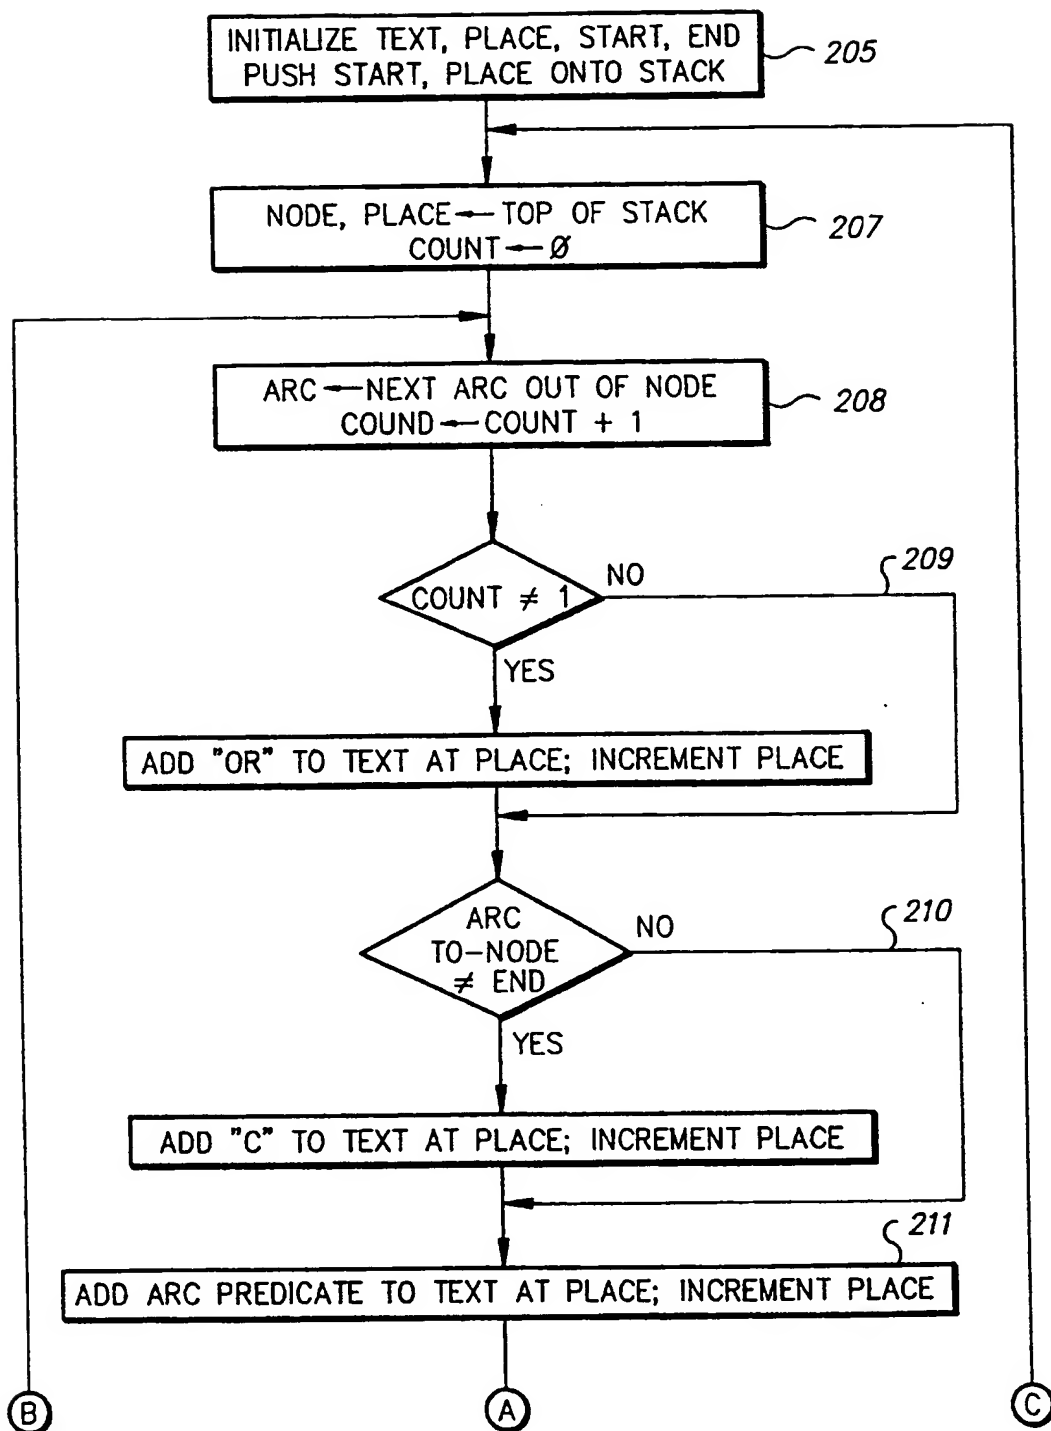 INITIALIZE TEXT, PLACE, START, END
PUSH START, PLACE ONTO STACK
205
NODE, PLACE←TOP OF STACK
COUNT←Ø
207
ARC←NEXT ARC OUT OF NODE
COUND←COUNT + 1
208
COUNT ≠ 1
NO
209
YES
ADD "OR" TO TEXT AT PLACE; INCREMENT PLACE
ARC
TO-NODE
≠ END
NO
210
YES
ADD "C" TO TEXT AT PLACE; INCREMENT PLACE
211
ADD ARC PREDICATE TO TEXT AT PLACE; INCREMENT PLACE
B
A
C